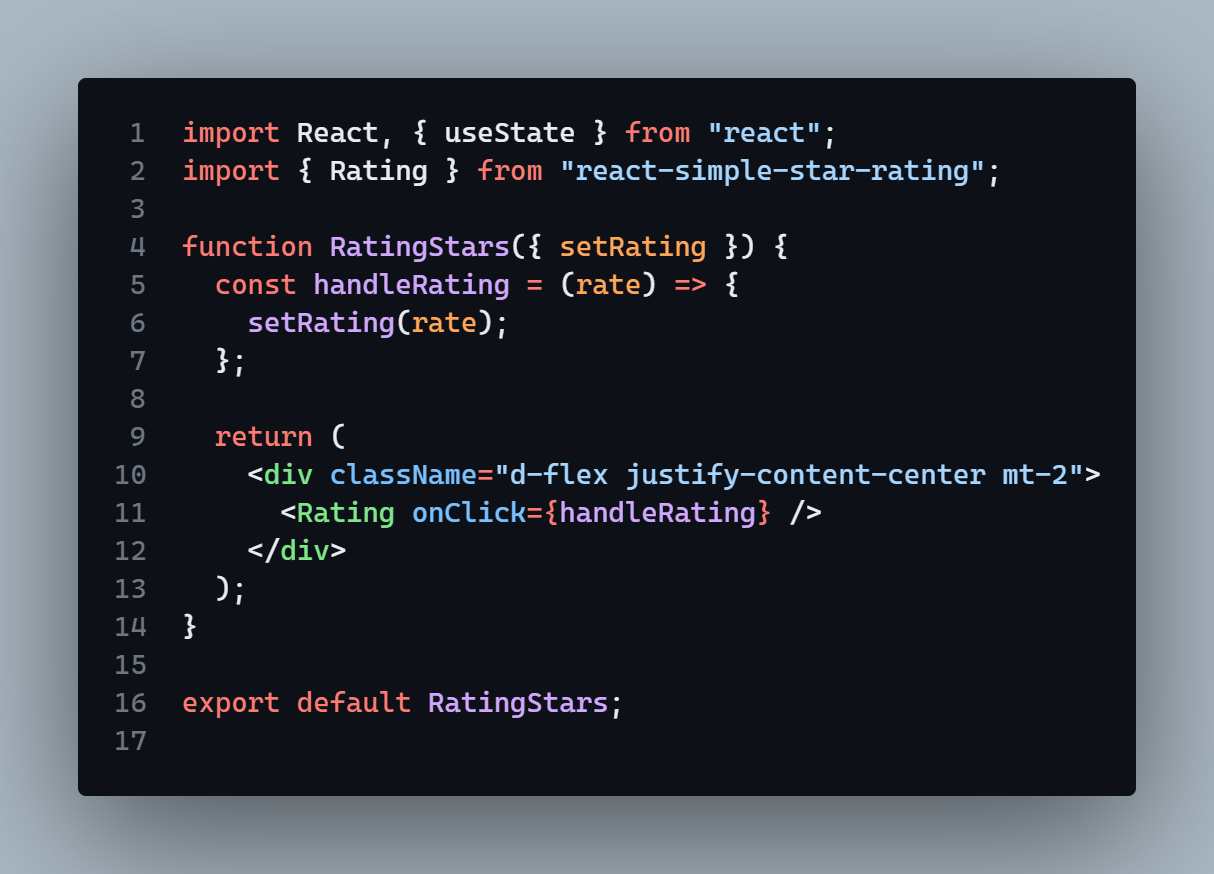 1 import React, { useState } from "react";
2 import { Rating } from "react-simple-star-rating";
3
4 function RatingStars({ setRating }) {
5   const handleRating = (rate) => {
6     setRating(rate);
7   };
8
9   return (
10     <div className="d-flex justify-content-center mt-2">
11       <Rating onClick={handleRating} />
12     </div>
13   );
14 }
15
16 export default RatingStars;
17